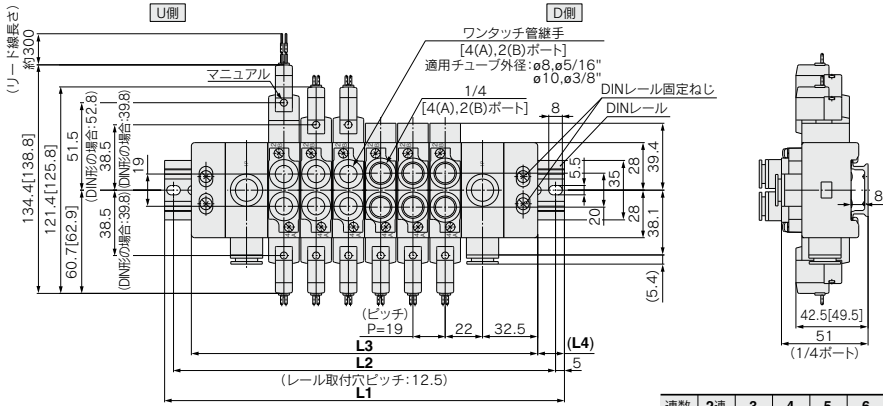 U側
D側
(リード線長さ)
約300
ワンタッチ管継手
[4(A),2(B)ポート]
適用チューブ外径:ø8,ø5/16"
ø10,ø3/8"
マニュアル
1/4
[4(A),2(B)ポート]
DINレール固定ねじ
DINレール
8
134.4[138.8]
121.4[125.8]
60.7[62.9]
51.5
(DIN形の場合:52.8)
38.5
(DIN形の場合:39.8)
38.5
(DIN形の場合:39.8)
19
5.5
20
35
28
28
39.4
38.1
(5.4)
(ピッチ)
P=19
22
32.5
L3
(L4)
L2
5
(レール取付穴ピッチ:12.5)
L1
8
42.5[49.5]
51
(1/4ポート)
連数 2連 3 4 5 6